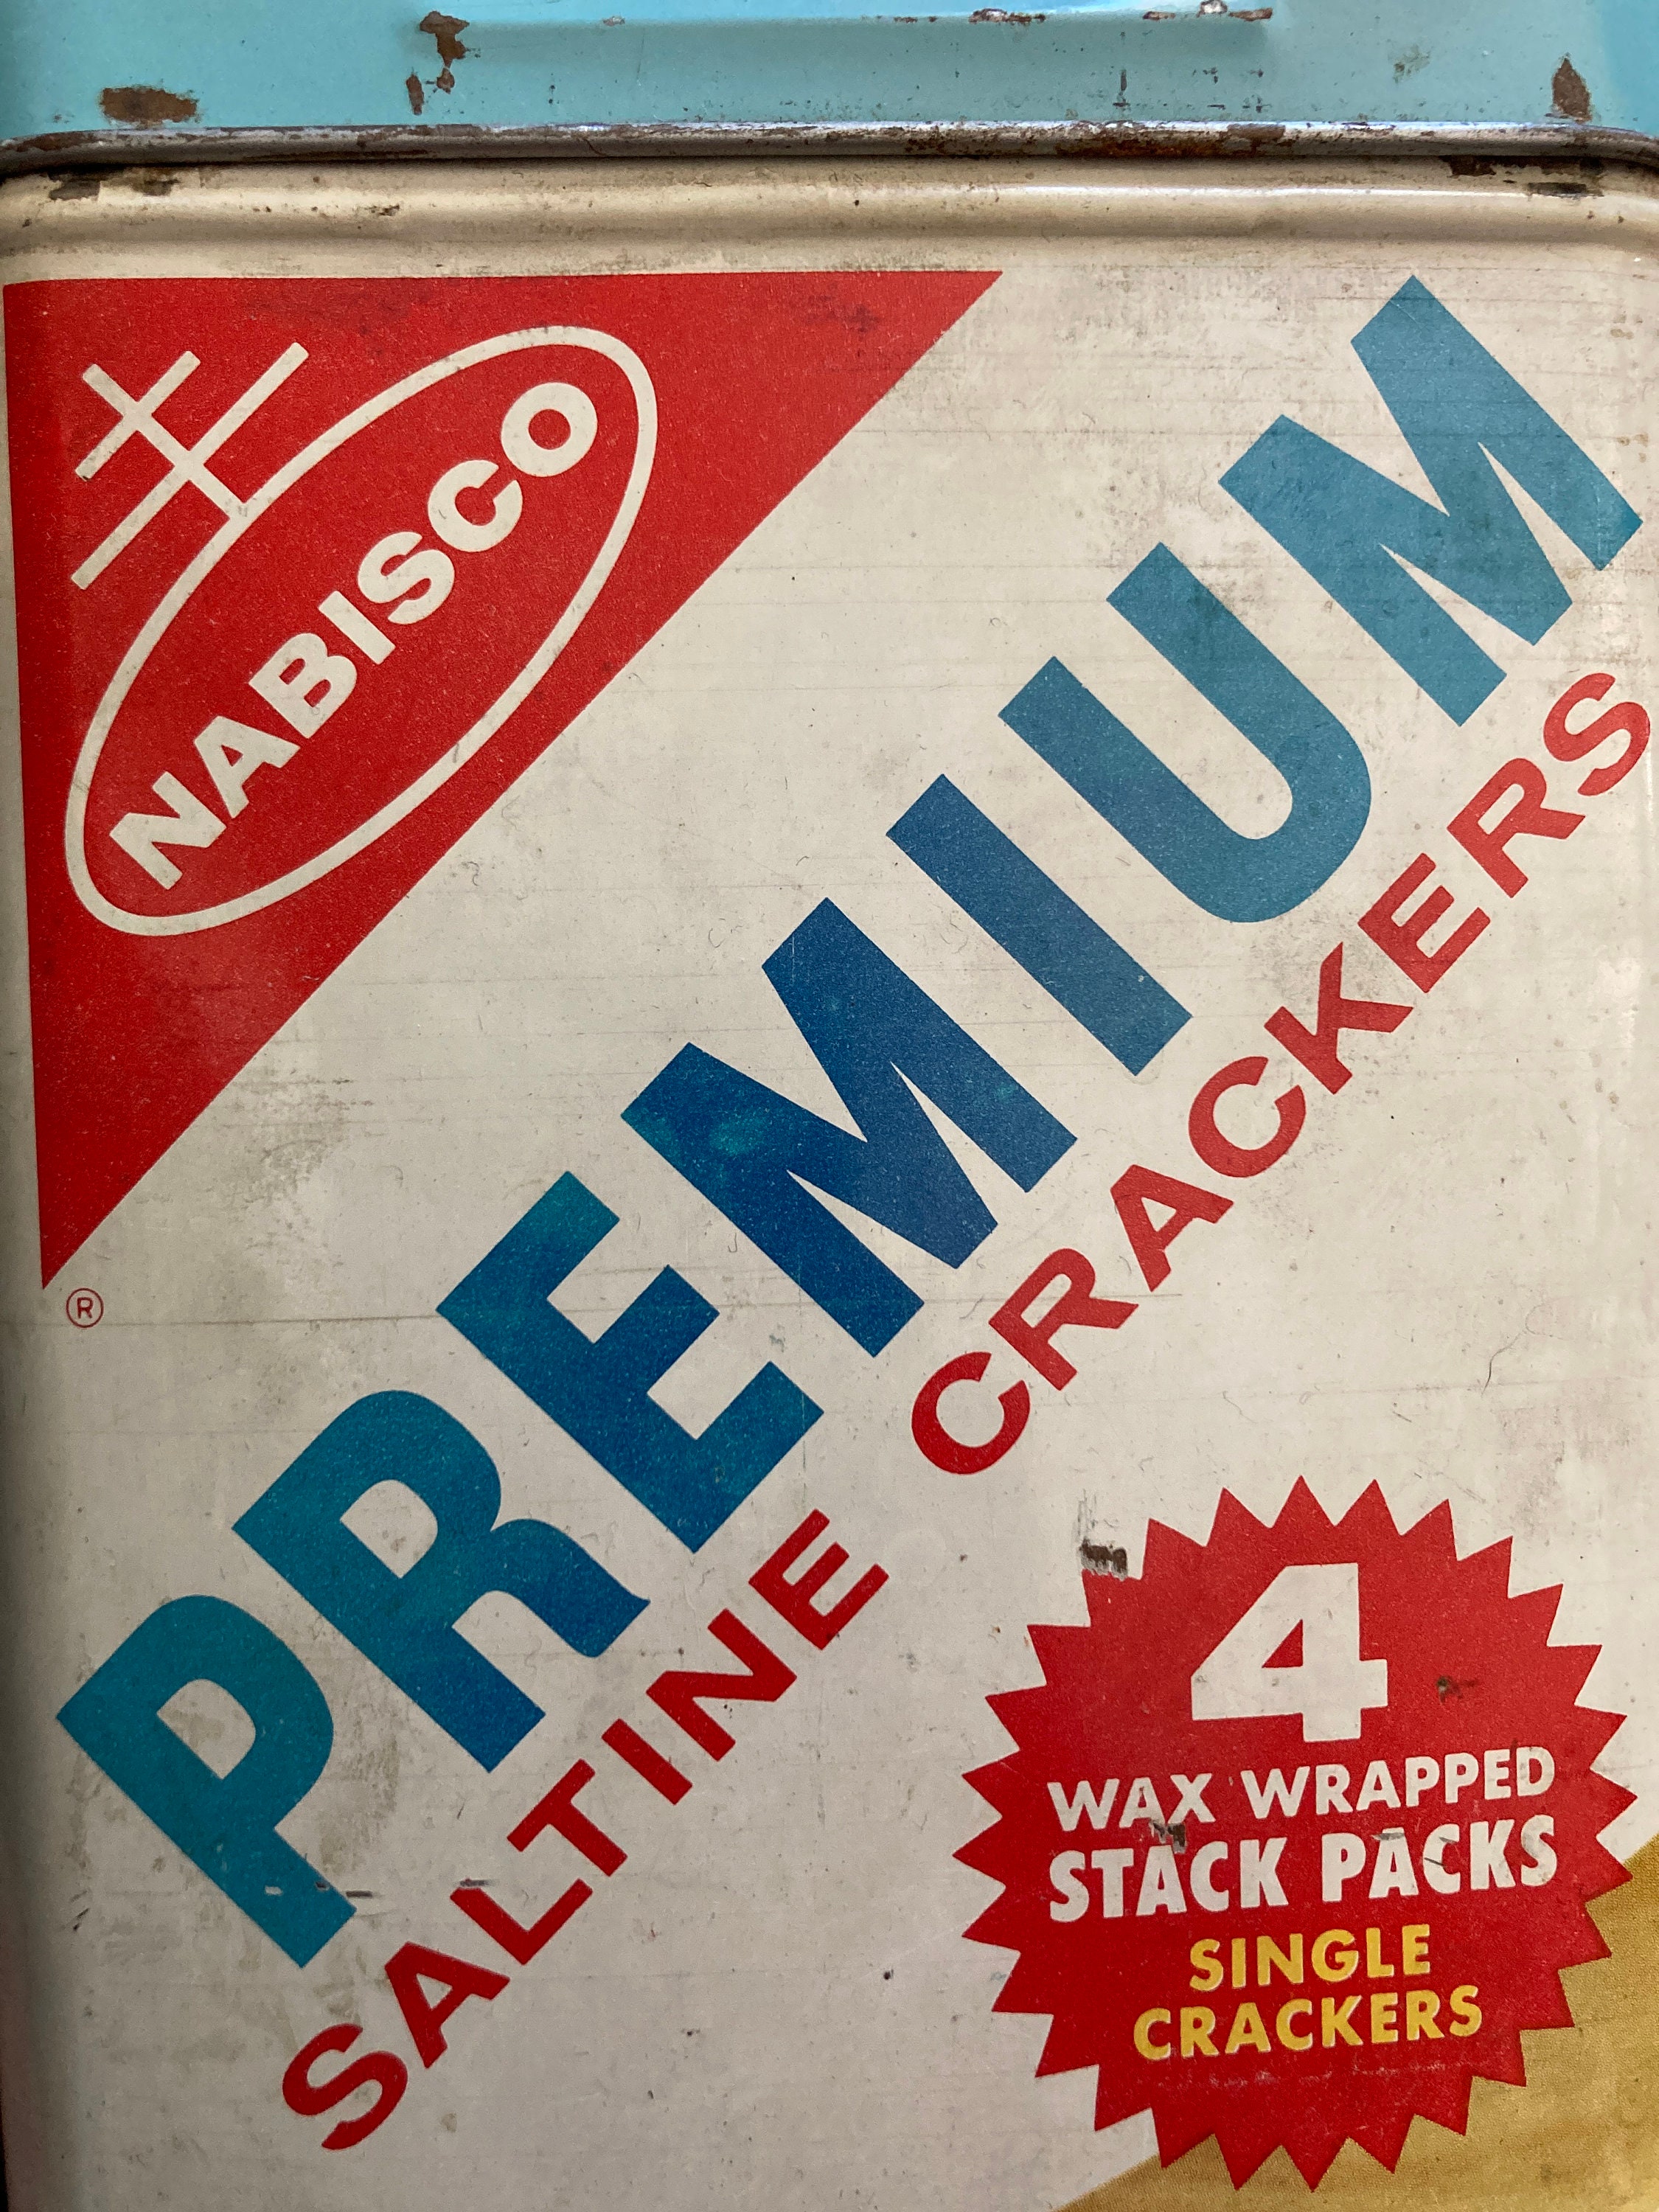 NABISCO
®
PREMIUM
SALTINE CRACKERS
4
WAX WRAPPED
STACK PACKS
SINGLE
CRACKERS